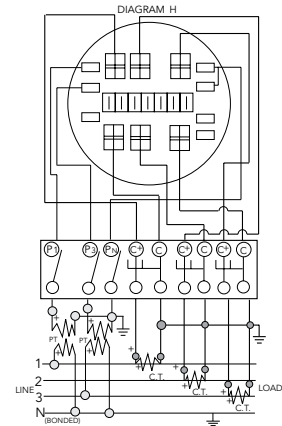 DIAGRAM H
P1 P3 PN C+ C C+ C C+ C
+ + + +
PT PT
+ +
1
+ C.T.
2
+ C.T.
LINE LOAD
3
+ C.T.
N
(BONDED)